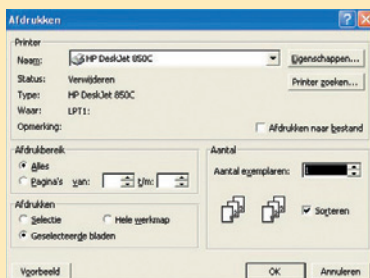 Afdrukken
Printer
Naam: HP DeskJet 850C Eigenschappen...
Status: Verwijderen Printer zoeken...
Type: HP DeskJet 850C
Waar: LPT1:
Opmerking: Afdrukken naar bestand
Afdrukbereik Aantal
Alles Aantal exemplaren: 1
Pagina's van: t/m:
Afdrukken
Selectie Hele werkmap Sorteren
Geselecteerde bladen
Voorbeeld OK Annuleren